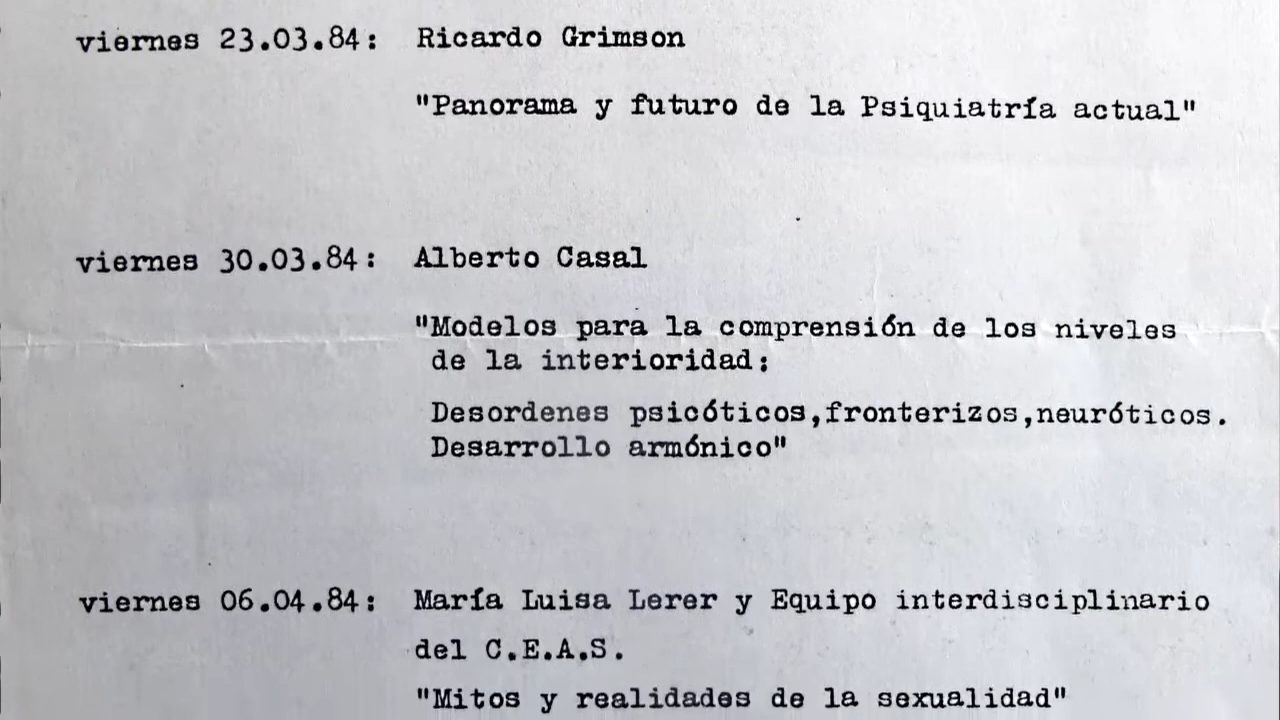 viernes 23.03.84: Ricardo Grimson
"Panorama y futuro de la Psiquiatría actual"
viernes 30.03.84: Alberto Casal
"Modelos para la comprensión de los niveles
de la interioridad;
Desordenes psicóticos,fronterizos,neuróticos.
Desarrollo armónico"
viernes 06.04.84: María Luisa Lerer y Equipo interdisciplinario
del C.E.A.S.
"Mitos y realidades de la sexualidad"